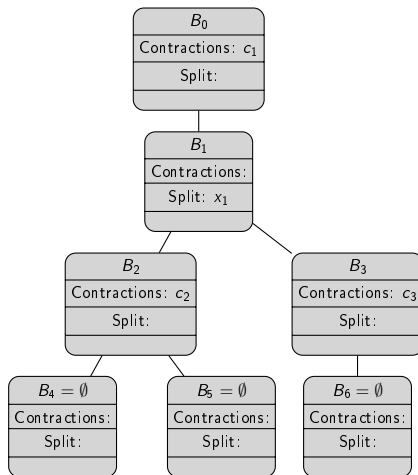 B₀
Contractions: c₁
Split:
B₁
Contractions:
Split: x₁
B₂
Contractions: c₂
Split:
B₃
Contractions: c₃
Split:
B₄ = ∅
Contractions:
Split:
B₅ = ∅
Contractions:
Split:
B₆ = ∅
Contractions:
Split: